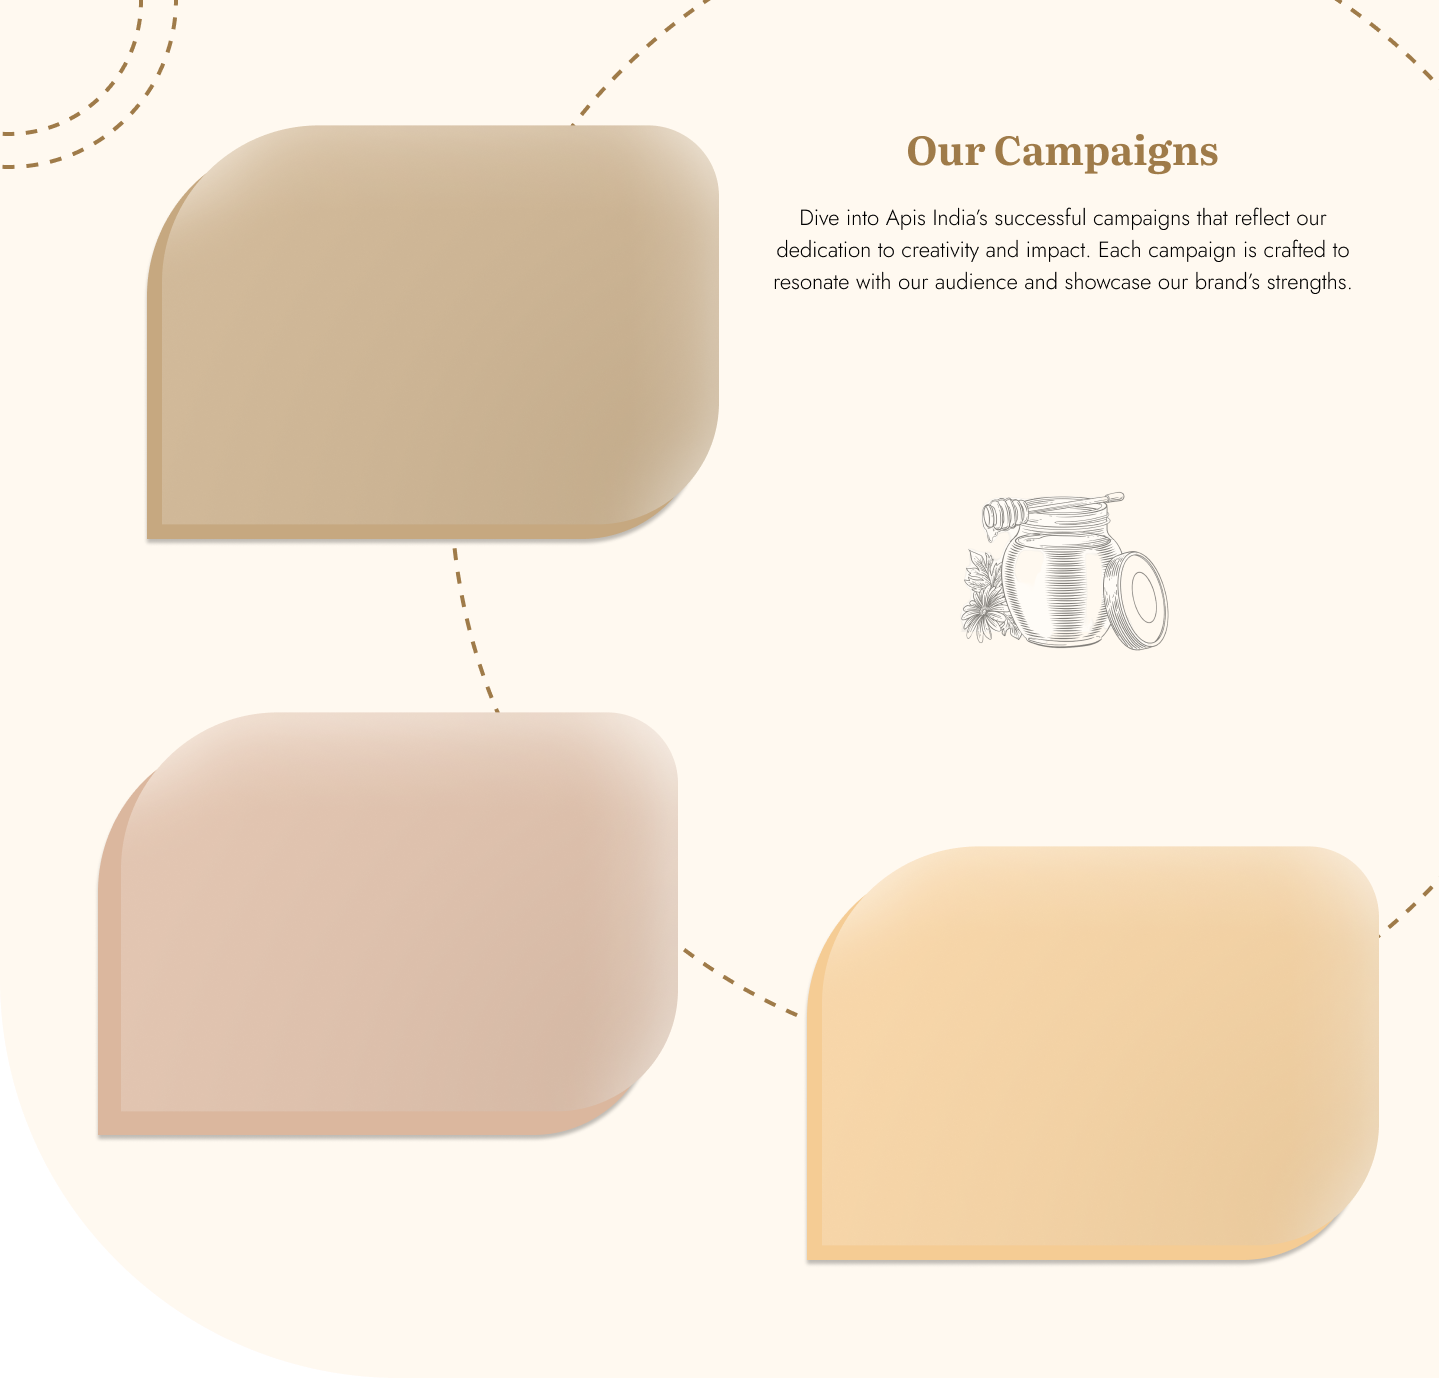 Our Campaigns
Dive into Apis India’s successful campaigns that reflect our
dedication to creativity and impact. Each campaign is crafted to
resonate with our audience and showcase our brand’s strengths.